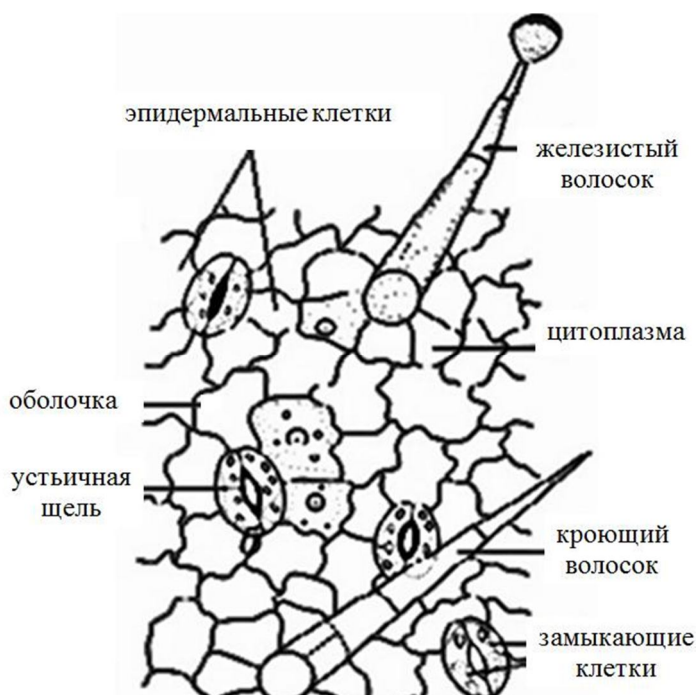 эпидермальные клетки
железистый
волосок
цитоплазма
оболочка
устьичная
щель
кроющий
волосок
замыкающие
клетки